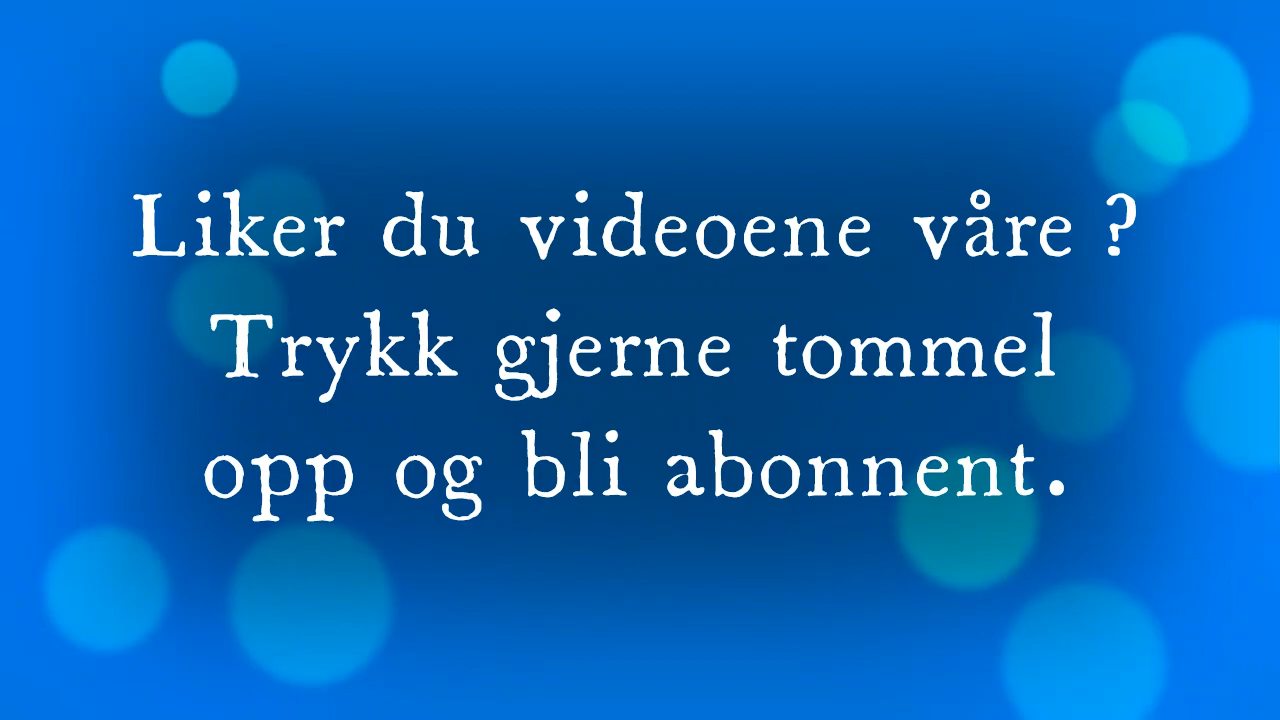 Liker du videoene våre ?
Trykk gjerne tommel
opp og bli abonnent.